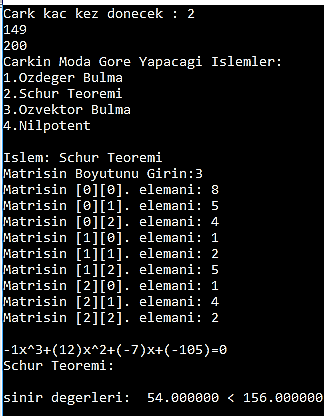 Cark kac kez donecek : 2
149
200
Carkin Moda Gore Yapacagi Islemler:
1.Ozdeger Bulma
2.Schur Teoremi
3.Ozvektor Bulma
4.Nilpotent
Islem: Schur Teoremi
Matrisin Boyutunu Girin:3
Matrisin [0][0]. elemani: 8
Matrisin [0][1]. elemani: 5
Matrisin [0][2]. elemani: 4
Matrisin [1][0]. elemani: 1
Matrisin [1][1]. elemani: 2
Matrisin [1][2]. elemani: 5
Matrisin [2][0]. elemani: 1
Matrisin [2][1]. elemani: 4
Matrisin [2][2]. elemani: 2
-1x^3+(12)x^2+(-7)x+(-105)=0
Schur Teoremi:
sinir degerleri:  54.000000 < 156.000000